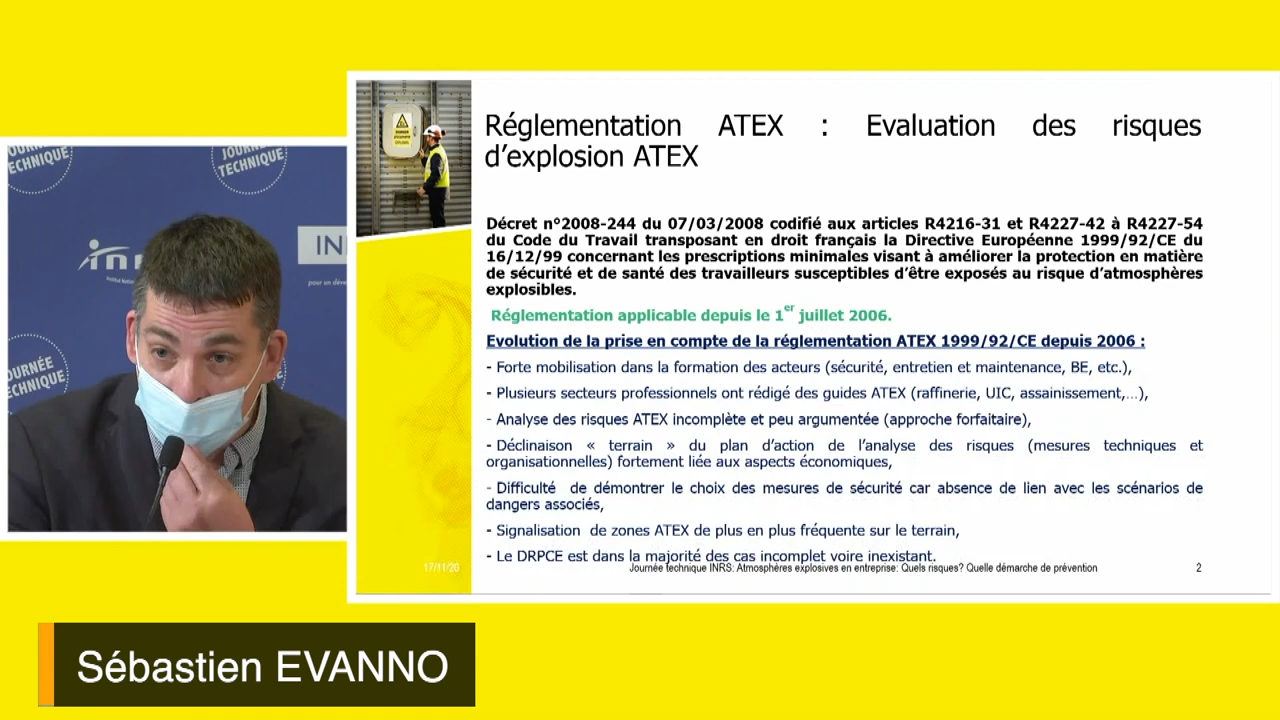 JOURNÉE
TECHNIQUE
JOURNÉE
TECHNIQUE
IN
JOURNÉE
TECHNIQUE
DANGER
Réglementation ATEX : Evaluation des risques
d'explosion ATEX
Décret n°2008-244 du 07/03/2008 codifié aux articles R4216-31 et R4227-42 à R4227-54
du Code du Travail transposant en droit français la Directive Européenne 1999/92/CE du
16/12/99 concernant les prescriptions minimales visant à améliorer la protection en matière
de sécurité et de santé des travailleurs susceptibles d'être exposés au risque d'atmosphères
explosibles.
Réglementation applicable depuis le 1er juillet 2006.
Evolution de la prise en compte de la réglementation ATEX 1999/92/CE depuis 2006 :
- Forte mobilisation dans la formation des acteurs (sécurité, entretien et maintenance, BE, etc.),
- Plusieurs secteurs professionnels ont rédigé des guides ATEX (raffinerie, UIC, assainissement,...),
- Analyse des risques ATEX incomplète et peu argumentée (approche forfaitaire),
- Déclinaison « terrain » du plan d'action de l'analyse des risques (mesures techniques et
organisationnelles) fortement liée aux aspects économiques,
- Difficulté de démontrer le choix des mesures de sécurité car absence de lien avec les scénarios de
dangers associés,
- Signalisation de zones ATEX de plus en plus fréquente sur le terrain,
- Le DRPCE est dans la majorité des cas incomplet voire inexistant.
17/11/20
Journée technique INRS: Atmosphères explosives en entreprise: Quels risques? Quelle démarche de prévention
2
Sébastien EVANNO